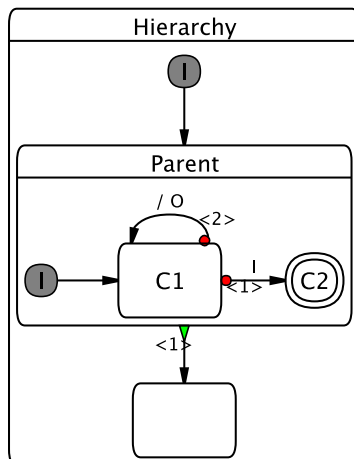 Hierarchy
I
Parent
/ O
<2>
I
C1
I
<1>
C2
<1>